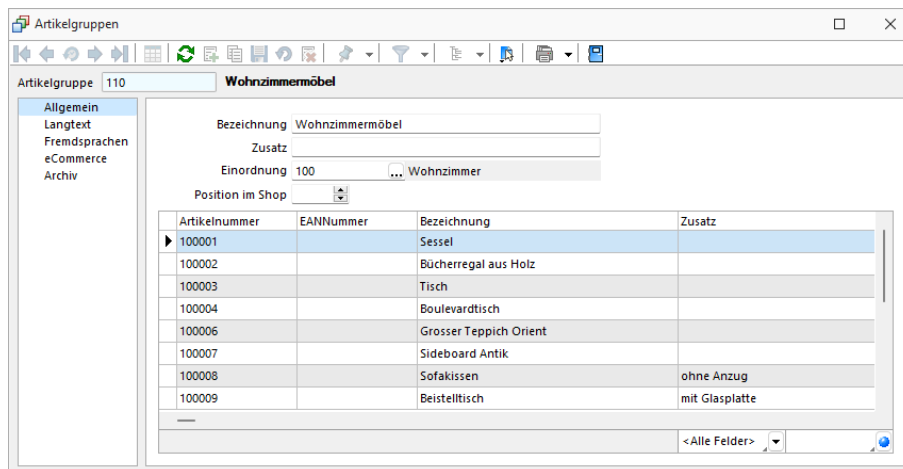 Artikelgruppen
Artikelgruppe 110 Wohnzimmermöbel
Allgemein
Langtext
Fremdsprachen
eCommerce
Archiv
Bezeichnung Wohnzimmermöbel
Zusatz
Einordnung 100 ... Wohnzimmer
Position im Shop
Artikelnummer EANNummer Bezeichnung Zusatz
100001 Sessel
100002 Bücherregal aus Holz
100003 Tisch
100004 Boulevardtisch
100006 Grosser Teppich Orient
100007 Sideboard Antik
100008 Sofakissen ohne Anzug
100009 Beistelltisch mit Glasplatte
<Alle Felder>